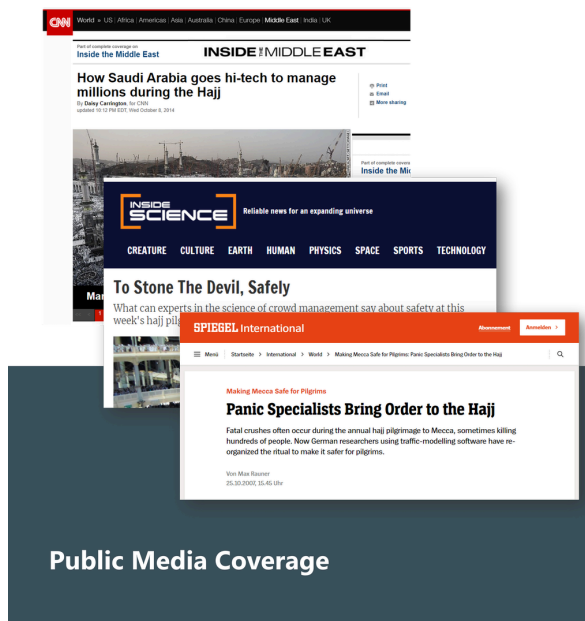 CNN
World » US | Africa | Americas | Asia | Australia | China | Europe | Middle East | India | UK
Part of complete coverage on
Inside the Middle East
INSIDE THE MIDDLE EAST
How Saudi Arabia goes hi-tech to manage
millions during the Hajj
By Daisy Carrington, for CNN
updated 10:12 PM EDT, Wed October 8, 2014
Print
Email
More sharing
Part of complete
Inside the
INSIDE
SCIENCE
Reliable news for an expanding universe
CREATURE CULTURE EARTH HUMAN PHYSICS SPACE SPORTS TECHNOLOGY
To Stone The Devil, Safely
What can experts in the science of crowd management say about safety at this
week's hajj
SPIEGEL International
Abonnement
Anmelden >
Menü
Startseite > International > World > Making Mecca Safe for Pilgrims: Panic Specialists Bring Order to the Hajj
Making Mecca Safe for Pilgrims
Panic Specialists Bring Order to the Hajj
Fatal crushes often occur during the annual hajj pilgrimage to Mecca, sometimes killing
hundreds of people. Now German researchers using traffic-modelling software have re-
organized the ritual to make it safer for pilgrims.
Von Max Rauner
25.10.2007, 15.45 Uhr
Public Media Coverage